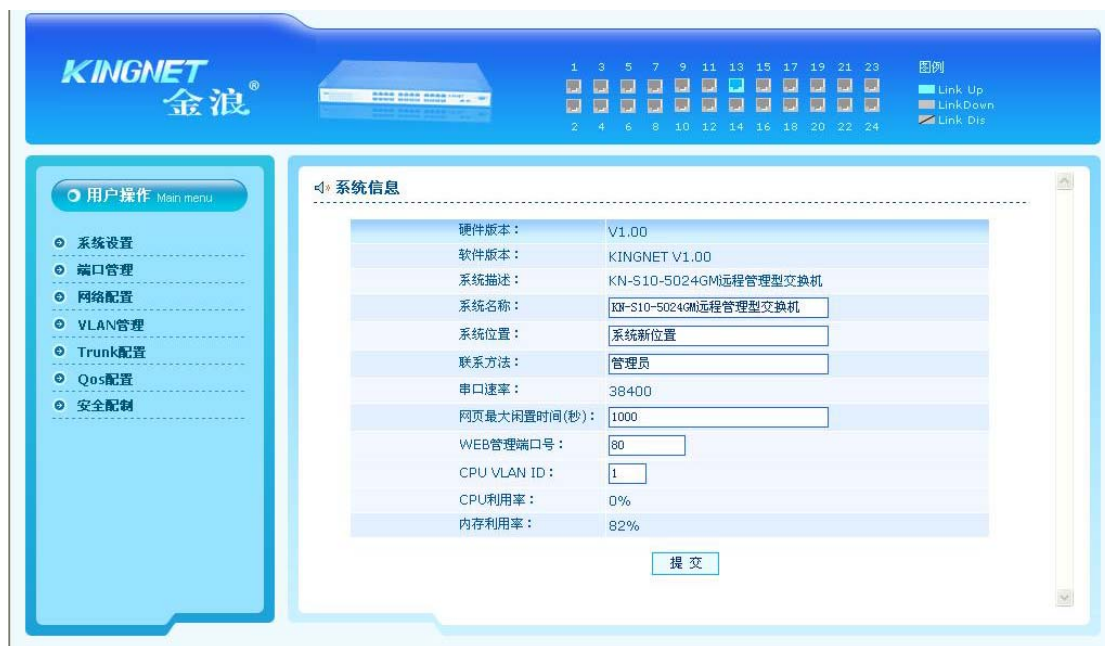 KINGNET
金浪®
1 3 5 7 9 11 13 15 17 19 21 23
2 4 6 8 10 12 14 16 18 20 22 24
图例
Link Up
LinkDown
Link Dis
用户操作 Main menu
系统设置
端口管理
网络配置
VLAN管理
Trunk配置
Qos配置
安全配制
系统信息
硬件版本： V1.00
软件版本： KINGNET V1.00
系统描述： KN-S10-5024GM远程管理型交换机
系统名称： KN-S10-5024GM远程管理型交换机
系统位置： 系统新位置
联系方法： 管理员
串口速率： 38400
网页最大闲置时间(秒)： 1000
WEB管理端口号： 80
CPU VLAN ID： 1
CPU利用率： 0%
内存利用率： 82%
提 交